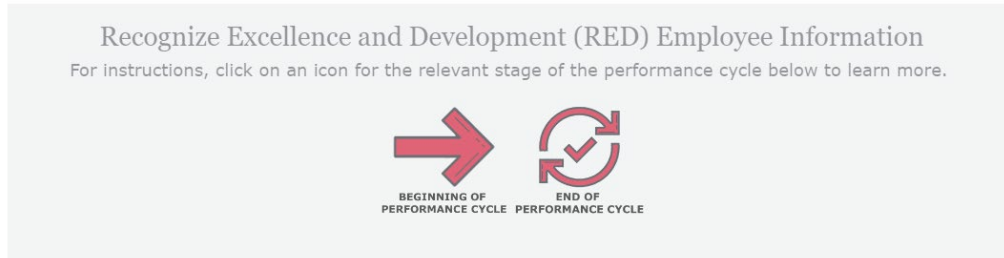 Recognize Excellence and Development (RED) Employee Information
For instructions, click on an icon for the relevant stage of the performance cycle below to learn more.
BEGINNING OF
PERFORMANCE CYCLE
END OF
PERFORMANCE CYCLE